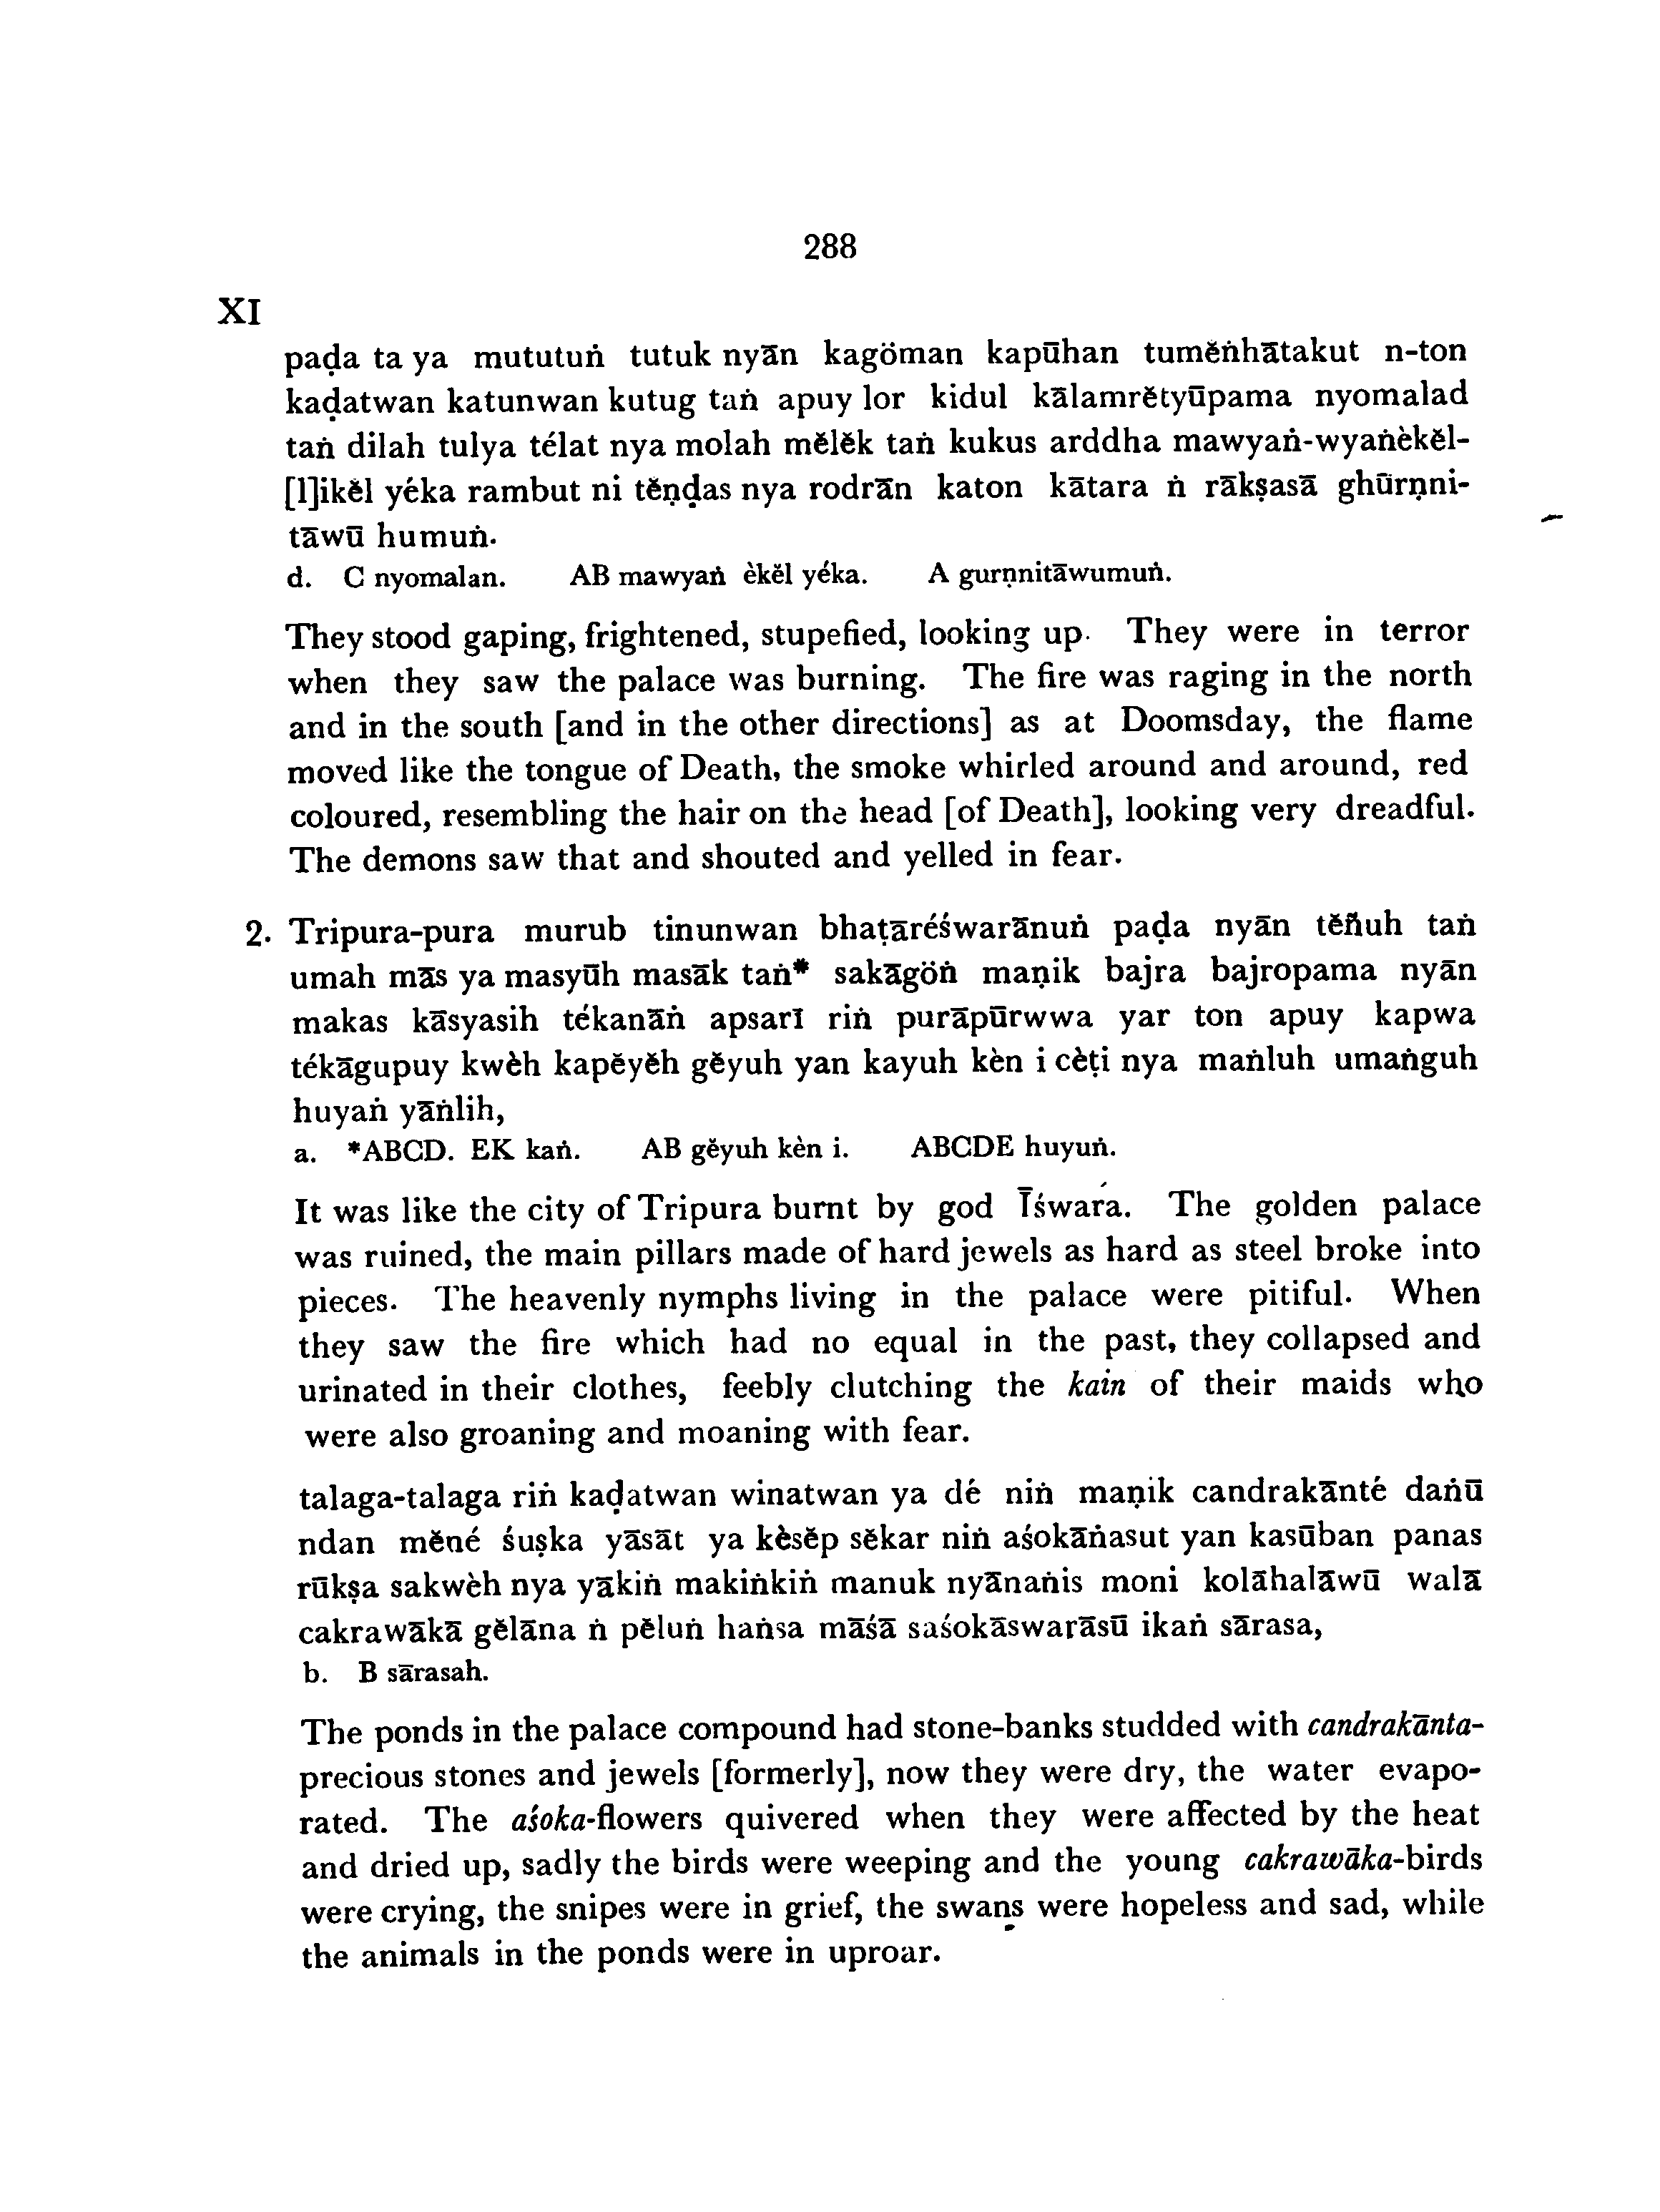 288
XI
paḍa ta ya mututuṅ tutuk nyān kagöman kapūhan tumĕṅhātakut n-ton
kaḍatwan katunwan kutug taṅ apuy lor kidul kālamrĕtyūpama nyomalad
taṅ dilah tulya télat nya molah mĕlĕk taṅ kukus arddha mawyaṅ-wyaṅèkĕl-
[l]ikĕl yéka rambut ni tĕṇḍas nya rodrān katon kātara ṅ rākṣasā ghūrṇni-
tāwū humuṅ.
d. C nyomalan. AB mawyaṅ èkĕl yéka. A gurṇnitāwumuṅ.
They stood gaping, frightened, stupefied, looking up. They were in terror
when they saw the palace was burning. The fire was raging in the north
and in the south [and in the other directions] as at Doomsday, the flame
moved like the tongue of Death, the smoke whirled around and around, red
coloured, resembling the hair on the head [of Death], looking very dreadful.
The demons saw that and shouted and yelled in fear.
2. Tripura-pura murub tinunwan bhaṭāréśwarānuṅ paḍa nyān tĕñuh taṅ
umah mās ya masyūh masāk taṅ* sakāgöṅ maṇik bajra bajropama nyān
makas kāsyasih tékanāṅ apsarī riṅ purāpūrwwa yar ton apuy kapwa
tékāgupuy kwèh kapĕyĕh gĕyuh yan kayuh kèn i cèṭi nya maṅluh umaṅguh
huyaṅ yāṅlih,
a. *ABCD. EK kaṅ. AB gĕyuh kèn i. ABCDE huyuṅ.
It was like the city of Tripura burnt by god Īśwara. The golden palace
was ruined, the main pillars made of hard jewels as hard as steel broke into
pieces. The heavenly nymphs living in the palace were pitiful. When
they saw the fire which had no equal in the past, they collapsed and
urinated in their clothes, feebly clutching the kain of their maids who
were also groaning and moaning with fear.
talaga-talaga riṅ kaḍatwan winatwan ya dé niṅ maṇik candrakānté daṅū
ndan mĕné śuṣka yāsāt ya kèsĕp sĕkar niṅ aśokāṅasut yan kasūban panas
rūkṣa sakwèh nya yākiṅ makiṅkiṅ manuk nyānaṅis moni kolāhalāwū walā
cakrawākā gĕlāna ṅ pĕluṅ haṅsa māśā saśokāswarāsū ikaṅ sārasa,
b. B sārasah.
The ponds in the palace compound had stone-banks studded with candrakānta-
precious stones and jewels [formerly], now they were dry, the water evapo-
rated. The aśoka-flowers quivered when they were affected by the heat
and dried up, sadly the birds were weeping and the young cakrawāka-birds
were crying, the snipes were in grief, the swans were hopeless and sad, while
the animals in the ponds were in uproar.